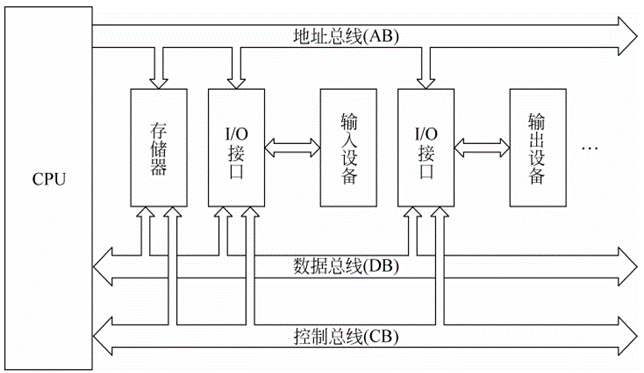 地址总线(AB)
CPU
存储器
I/O
接口
输入设备
I/O
接口
输出设备
…
数据总线(DB)
控制总线(CB)